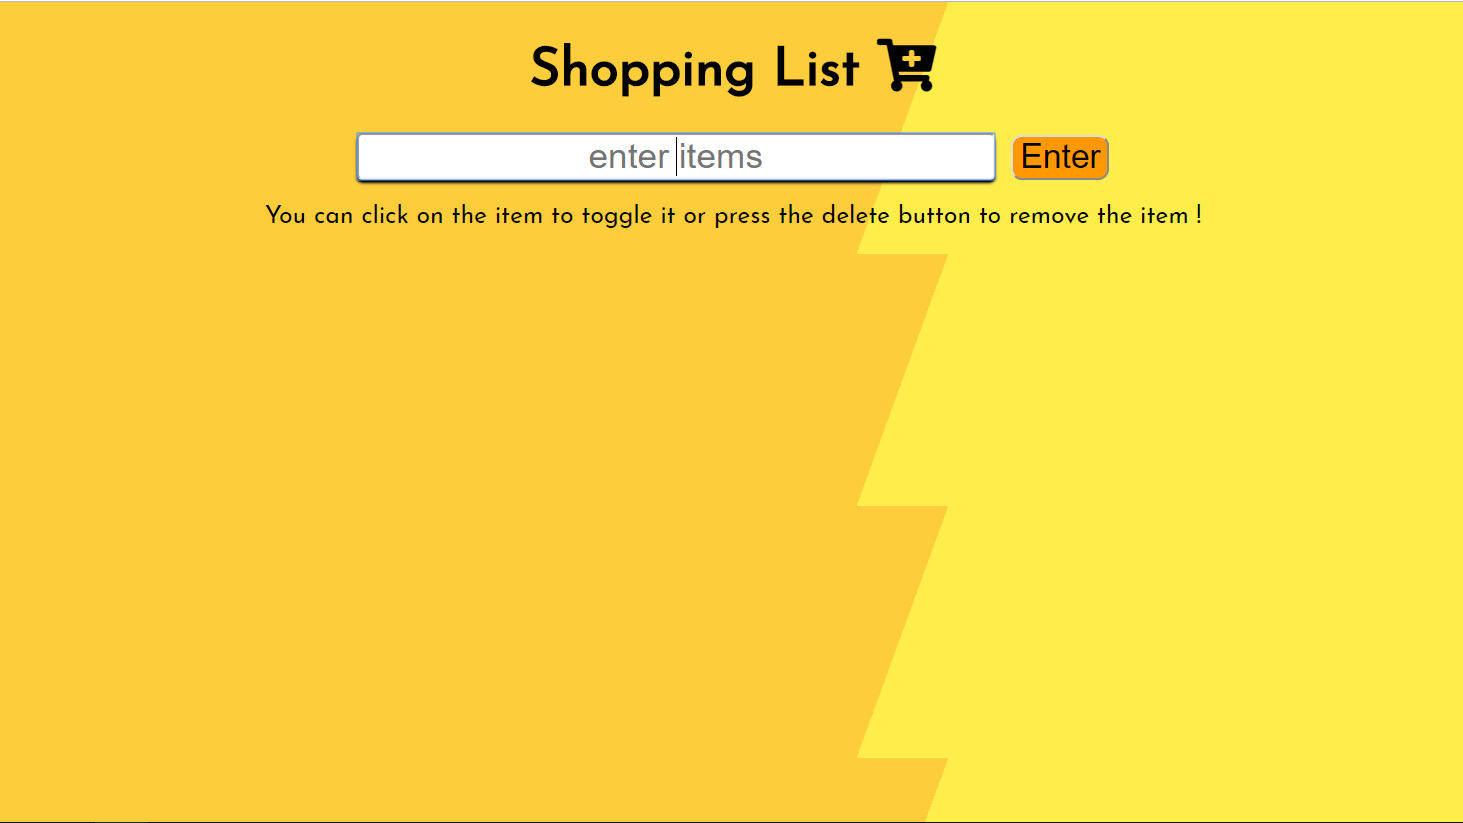 Shopping List
enter items
Enter
You can click on the item to toggle it or press the delete button to remove the item !